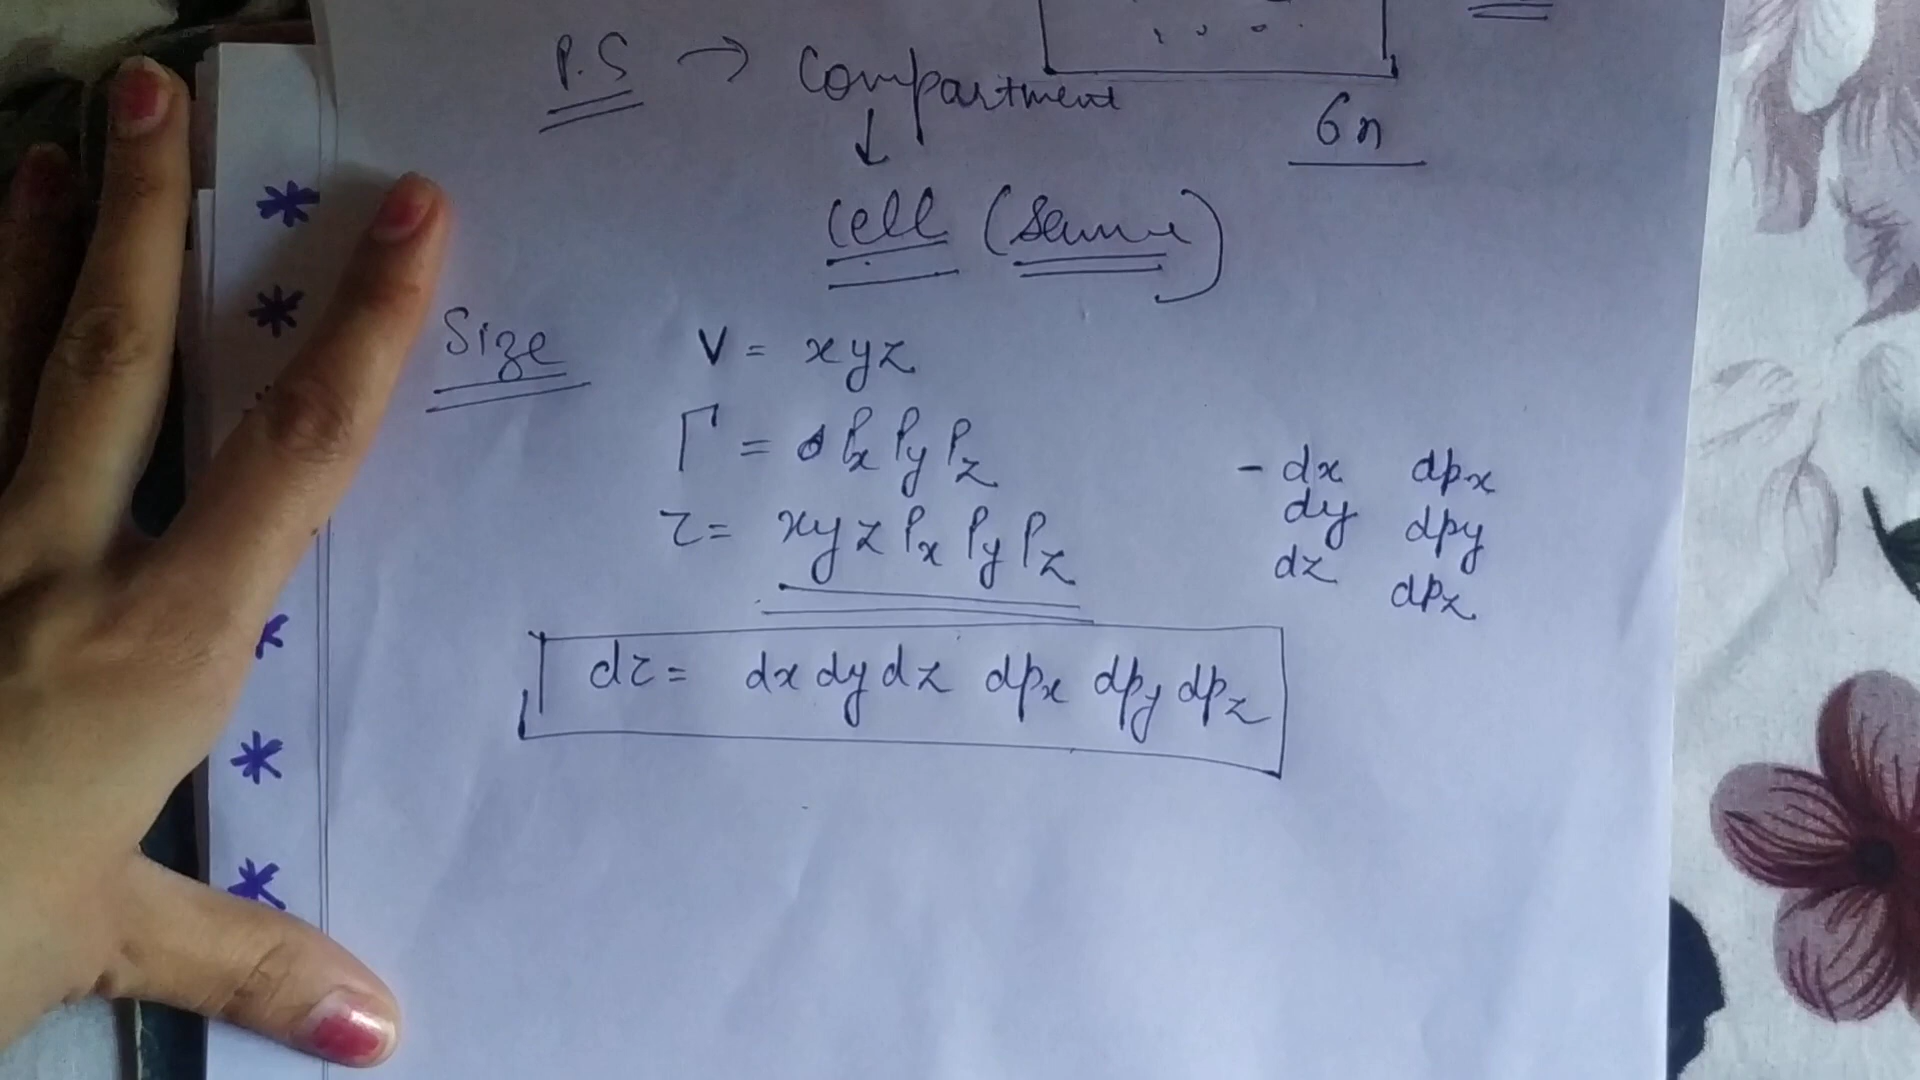 P.S → Compartment
6n
↓
cell (same)
Size
V = xyz
Γ = Px Py Pz
τ = xyz Px Py Pz
- dx dpx
dy dpy
dz dpz
dτ = dx dy dz dpx dpy dpz